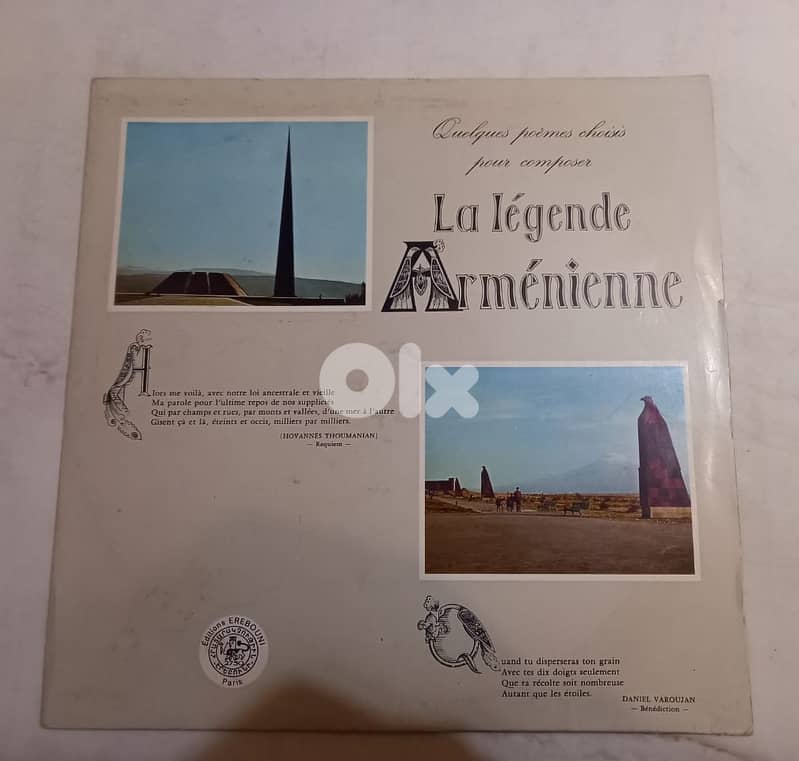 Quelques poèmes choisis
pour composer
La légende
Arménienne
Alors me voilà, avec notre loi ancestrale et vieille
Ma parole pour l'ultime repos de nos suppliciés
Qui par champs et rues, par monts et vallées, d'une mer à l'autre
Gisent çà et là, éteints et occis, milliers par milliers.
(HOVANNÈS THOUMANIAN)
— Requiem —
olx
Quand tu disperseras ton grain
Avec tes dix doigts seulement
Que ta récolte soit nombreuse
Autant que les étoiles.
DANIEL VAROUJAN
— Bénédiction —
Editions EREBOUNI
Paris